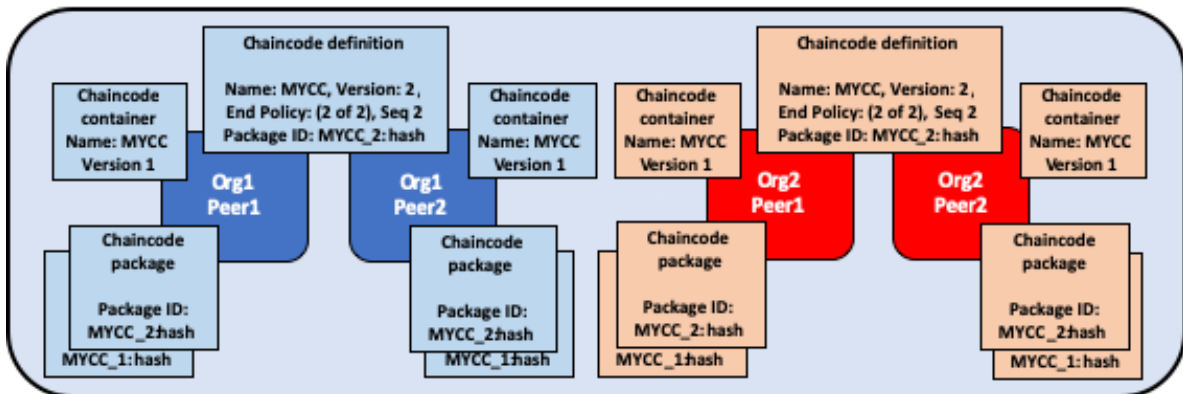 Chaincode definition
Name: MYCC, Version: 2,
End Policy: (2 of 2), Seq 2
Package ID: MYCC_2: hash
Chaincode
container
Name: MYCC
Version 1
Chaincode
container
Name: MYCC
Version 1
Org1
Peer1
Org1
Peer2
Chaincode
package
Package ID:
MYCC_2:hash
MYCC_1: hash
Chaincode
package
Package ID:
MYCC_2:hash
MYCC_1:hash
Chaincode definition
Name: MYCC, Version: 2,
End Policy: (2 of 2), Seq 2
Package ID: MYCC_2: hash
Chaincode
container
Name: MYCC
Version 1
Chaincode
container
Name: MYCC
Version 1
Org2
Peer1
Org2
Peer2
Chaincode
package
Package ID:
MYCC_2: hash
MYCC_1:hash
Chaincode
package
Package ID:
MYCC_2: hash
MYCC_1: hash